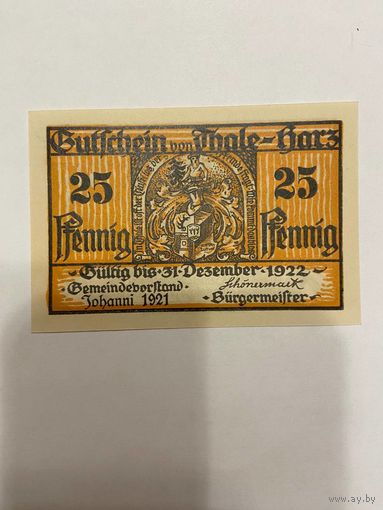 Gutschein von Thale-Harz
25 25
Pfennig Pfennig
Gültig bis 31 Dezember 1922
Gemeindevorstand Schönermark
Johanni 1921 Bürgermeister
www.ay.by